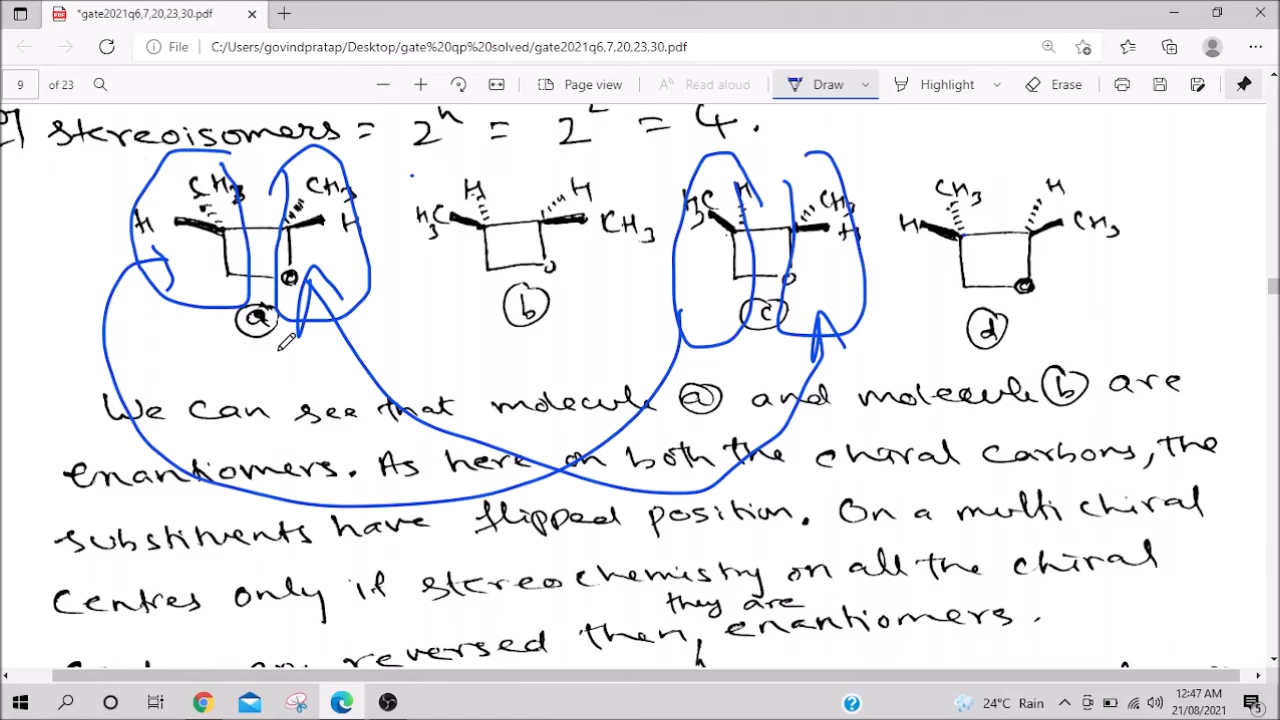 *gate2021q6,7,20,23,30.pdf
File C:/Users/govindpratap/Desktop/gate%20qp%20solved/gate2021q6,7,20,23,30.pdf
9 of 23 Page view Read aloud Draw Highlight Erase
stereoisomers = 2^n = 2^2 = 4.
CH3 CH3 H H H3C H CH3 CH3 H
H H H3C CH3 H H CH3
O O O O
a b c d
We can see that molecule a and molecule b are
enantiomers. As here on both the chiral carbons, the
substituents have flipped position. On a multi chiral
centres only if stereochemistry on all the chiral
they are
reversed then, enantiomers.
24°C Rain 12:47 AM
21/08/2021
5